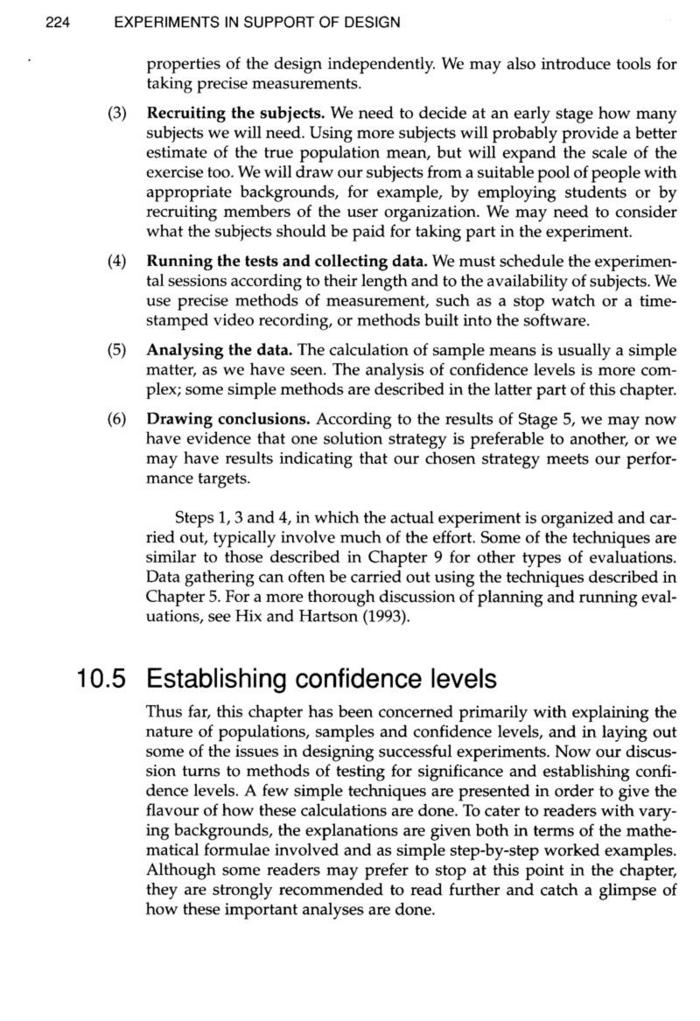 224 EXPERIMENTS IN SUPPORT OF DESIGN
properties of the design independently. We may also introduce tools for
taking precise measurements.
(3) Recruiting the subjects. We need to decide at an early stage how many
subjects we will need. Using more subjects will probably provide a better
estimate of the true population mean, but will expand the scale of the
exercise too. We will draw our subjects from a suitable pool of people with
appropriate backgrounds, for example, by employing students or by
recruiting members of the user organization. We may need to consider
what the subjects should be paid for taking part in the experiment.
(4) Running the tests and collecting data. We must schedule the experimen-
tal sessions according to their length and to the availability of subjects. We
use precise methods of measurement, such as a stop watch or a time-
stamped video recording, or methods built into the software.
(5) Analysing the data. The calculation of sample means is usually a simple
matter, as we have seen. The analysis of confidence levels is more com-
plex; some simple methods are described in the latter part of this chapter.
(6) Drawing conclusions. According to the results of Stage 5, we may now
have evidence that one solution strategy is preferable to another, or we
may have results indicating that our chosen strategy meets our perfor-
mance targets.
Steps 1, 3 and 4, in which the actual experiment is organized and car-
ried out, typically involve much of the effort. Some of the techniques are
similar to those described in Chapter 9 for other types of evaluations.
Data gathering can often be carried out using the techniques described in
Chapter 5. For a more thorough discussion of planning and running eval-
uations, see Hix and Hartson (1993).
10.5 Establishing confidence levels
Thus far, this chapter has been concerned primarily with explaining the
nature of populations, samples and confidence levels, and in laying out
some of the issues in designing successful experiments. Now our discus-
sion turns to methods of testing for significance and establishing confi-
dence levels. A few simple techniques are presented in order to give the
flavour of how these calculations are done. To cater to readers with vary-
ing backgrounds, the explanations are given both in terms of the mathe-
matical formulae involved and as simple step-by-step worked examples.
Although some readers may prefer to stop at this point in the chapter,
they are strongly recommended to read further and catch a glimpse of
how these important analyses are done.